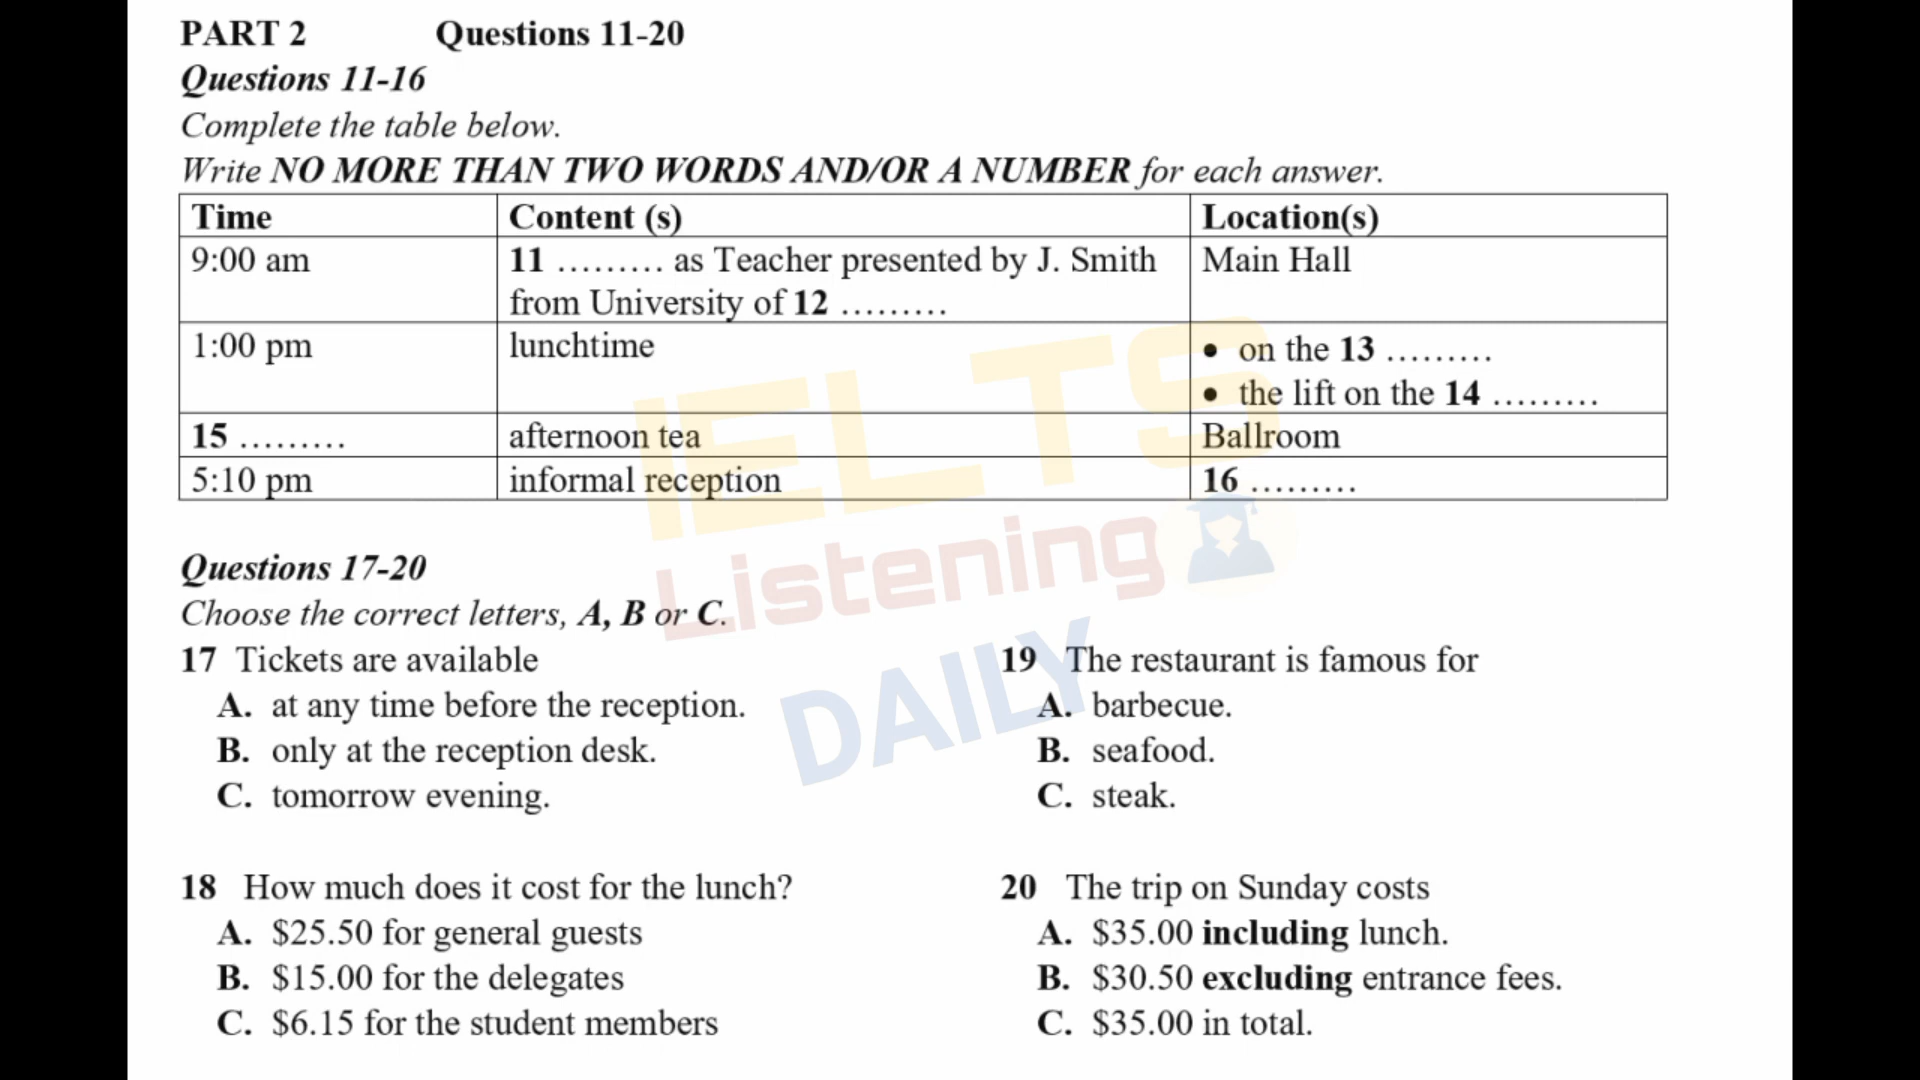 PART 2 Questions 11-20
Questions 11-16
Complete the table below.
Write NO MORE THAN TWO WORDS AND/OR A NUMBER for each answer.
Time Content (s) Location(s)
9:00 am 11 ......... as Teacher presented by J. Smith Main Hall
from University of 12 .........
1:00 pm lunchtime • on the 13 .........
• the lift on the 14 .........
15 ......... afternoon tea Ballroom
5:10 pm informal reception 16 .........
IELTS
Listening
DAILY
Questions 17-20
Choose the correct letters, A, B or C.
17 Tickets are available
A. at any time before the reception.
B. only at the reception desk.
C. tomorrow evening.
18 How much does it cost for the lunch?
A. $25.50 for general guests
B. $15.00 for the delegates
C. $6.15 for the student members
19 The restaurant is famous for
A. barbecue.
B. seafood.
C. steak.
20 The trip on Sunday costs
A. $35.00 including lunch.
B. $30.50 excluding entrance fees.
C. $35.00 in total.